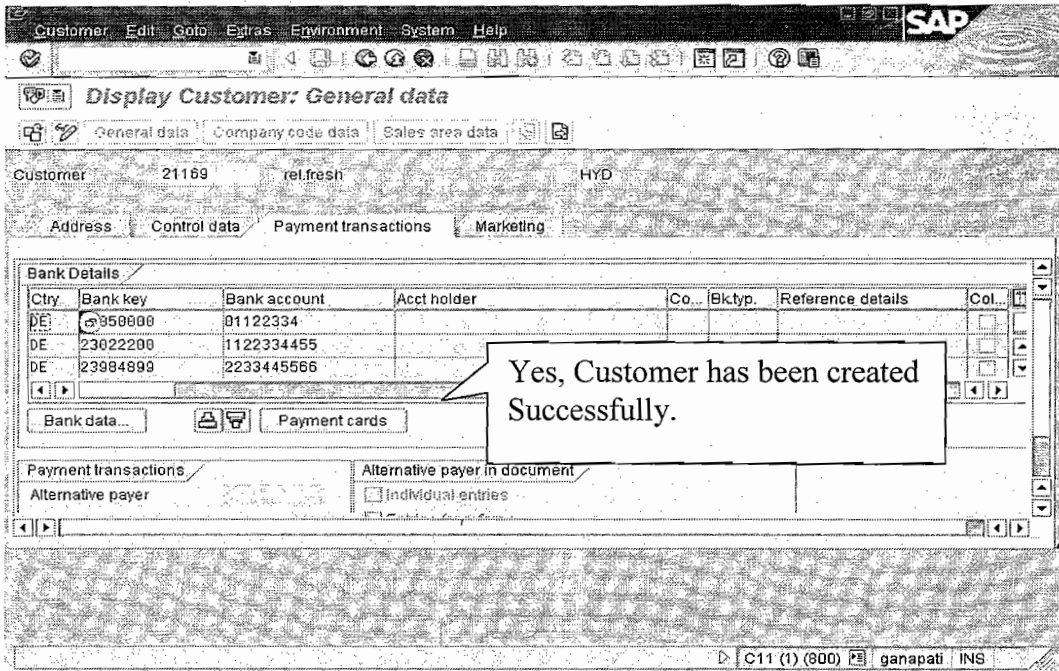 Customer Edit Goto Extras Environment System Help
SAP
Display Customer: General data
General data Company code data Sales area data
Customer 21169 rel.fresh HYD
Address Control data Payment transactions Marketing
Bank Details
Ctry Bank key Bank account Acct holder Co... Bk.typ. Reference details Col...
DE 950000 01122334
DE 23022200 1122334455
DE 23984899 2233445566
Yes, Customer has been created
Successfully.
Bank data... Payment cards
Payment transactions Alternative payer in document
Alternative payer Individual entries
C11 (1) (800) ganapati INS